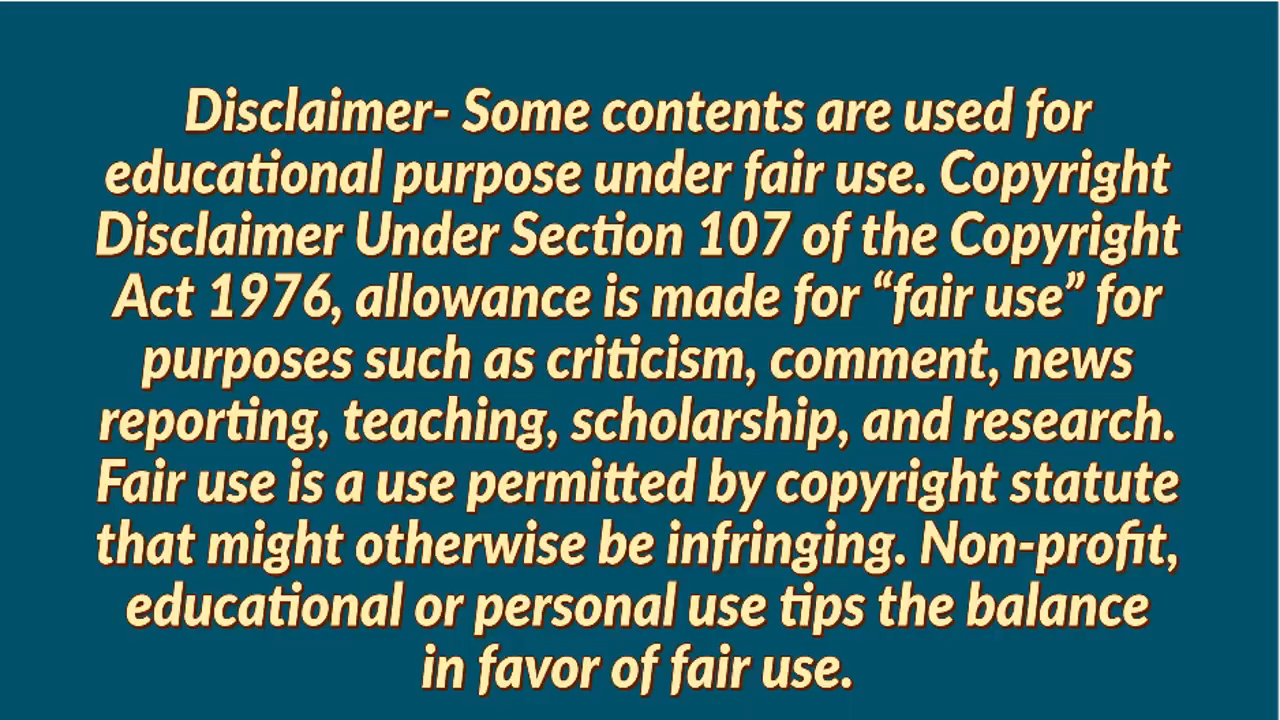 Disclaimer- Some contents are used for
educational purpose under fair use. Copyright
Disclaimer Under Section 107 of the Copyright
Act 1976, allowance is made for “fair use” for
purposes such as criticism, comment, news
reporting, teaching, scholarship, and research.
Fair use is a use permitted by copyright statute
that might otherwise be infringing. Non-profit,
educational or personal use tips the balance
in favor of fair use.